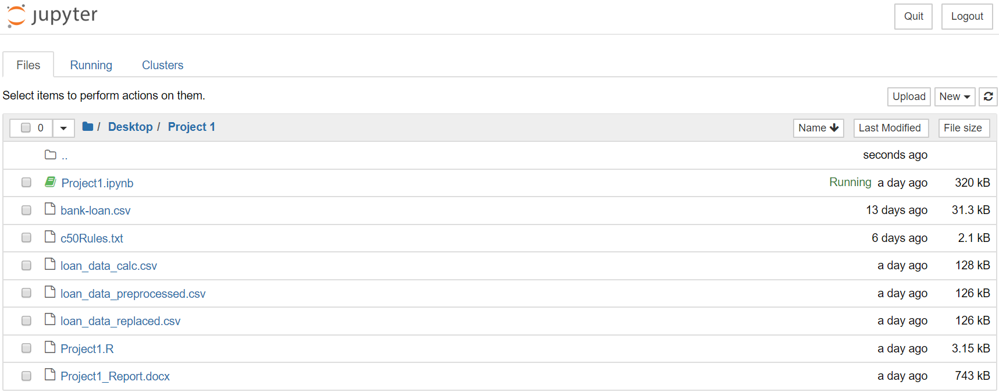 jupyter Quit Logout
Files Running Clusters
Select items to perform actions on them. Upload New
0 / Desktop / Project 1 Name Last Modified File size
.. seconds ago
Project1.ipynb Running a day ago 320 kB
bank-loan.csv 13 days ago 31.3 kB
c50Rules.txt 6 days ago 2.1 kB
loan_data_calc.csv a day ago 128 kB
loan_data_preprocessed.csv a day ago 126 kB
loan_data_replaced.csv a day ago 126 kB
Project1.R a day ago 3.15 kB
Project1_Report.docx a day ago 743 kB